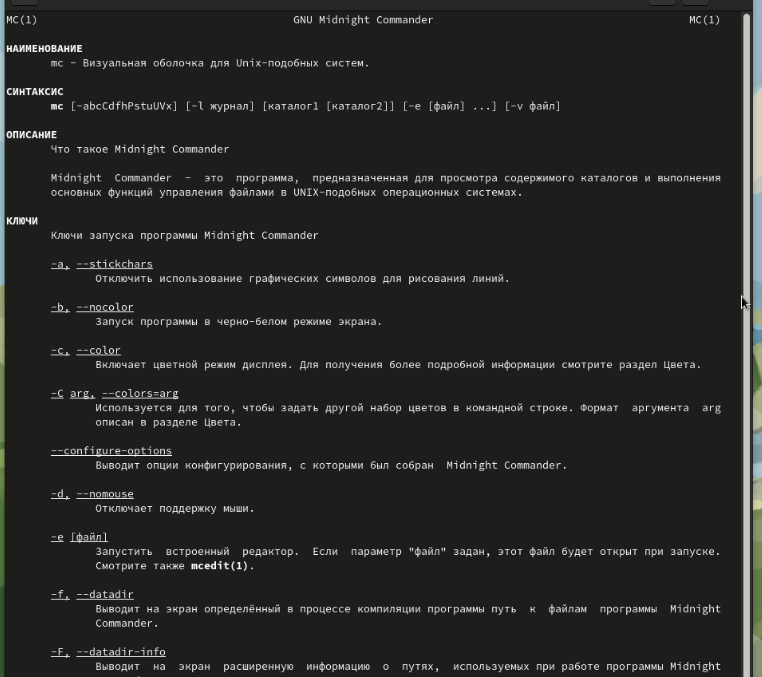 MC(1) GNU Midnight Commander MC(1)
НАИМЕНОВАНИЕ
mc - Визуальная оболочка для Unix-подобных систем.
СИНТАКСИС
mc [-abcCdfhPstuUVx] [-l журнал] [каталог1 [каталог2]] [-e [файл] ...] [-v файл]
ОПИСАНИЕ
Что такое Midnight Commander
Midnight Commander - это программа, предназначенная для просмотра содержимого каталогов и выполнения
основных функций управления файлами в UNIX-подобных операционных системах.
КЛЮЧИ
Ключи запуска программы Midnight Commander
-a, --stickchars
Отключить использование графических символов для рисования линий.
-b, --nocolor
Запуск программы в черно-белом режиме экрана.
-c, --color
Включает цветной режим дисплея. Для получения более подробной информации смотрите раздел Цвета.
-C arg, --colors=arg
Используется для того, чтобы задать другой набор цветов в командной строке. Формат аргумента arg
описан в разделе Цвета.
--configure-options
Выводит опции конфигурирования, с которыми был собран Midnight Commander.
-d, --nomouse
Отключает поддержку мыши.
-e [файл]
Запустить встроенный редактор. Если параметр "файл" задан, этот файл будет открыт при запуске.
Смотрите также mcedit(1).
-f, --datadir
Выводит на экран определённый в процессе компиляции программы путь к файлам программы Midnight
Commander.
-F, --datadir-info
Выводит на экран расширенную информацию о путях, используемых при работе программы Midnight